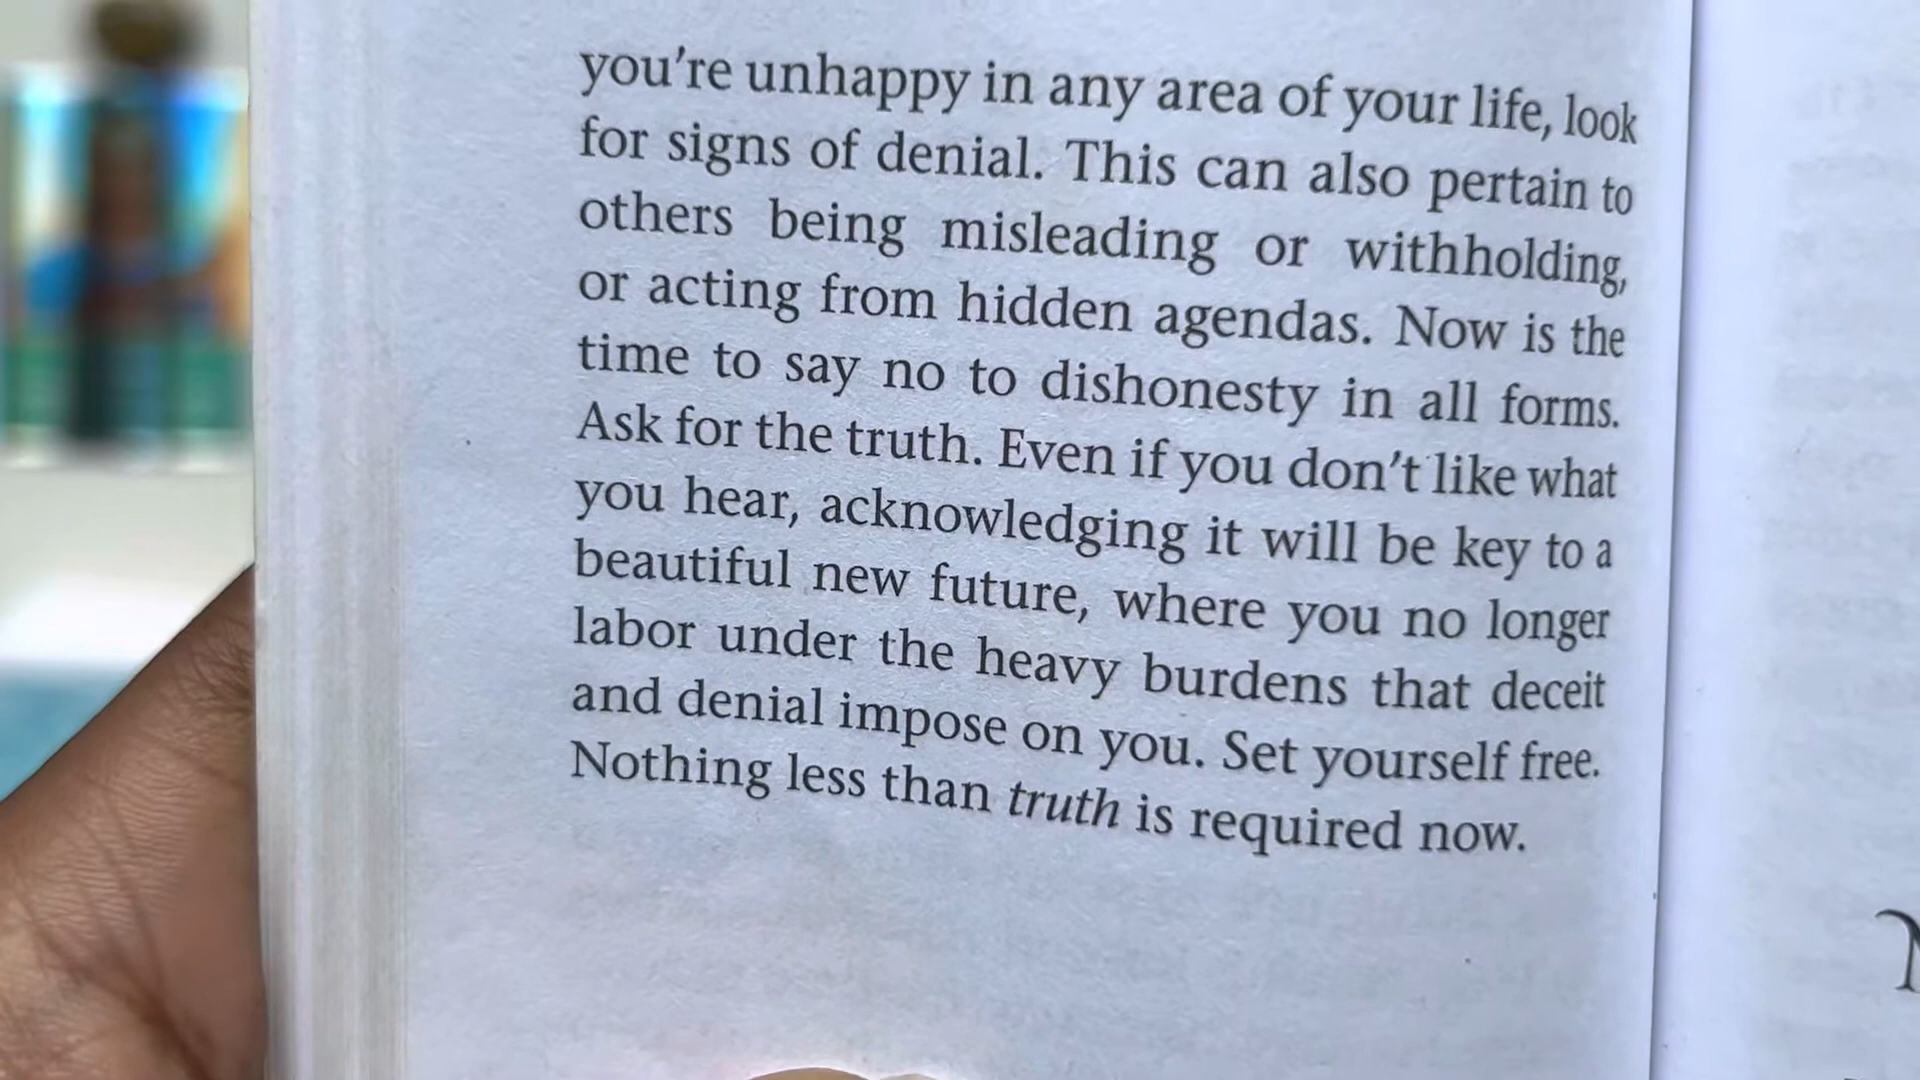 you're unhappy in any area of your life, look
for signs of denial. This can also pertain to
others being misleading or withholding,
or acting from hidden agendas. Now is the
time to say no to dishonesty in all forms.
Ask for the truth. Even if you don't like what
you hear, acknowledging it will be key to a
beautiful new future, where you no longer
labor under the heavy burdens that deceit
and denial impose on you. Set yourself free.
Nothing less than truth is required now.